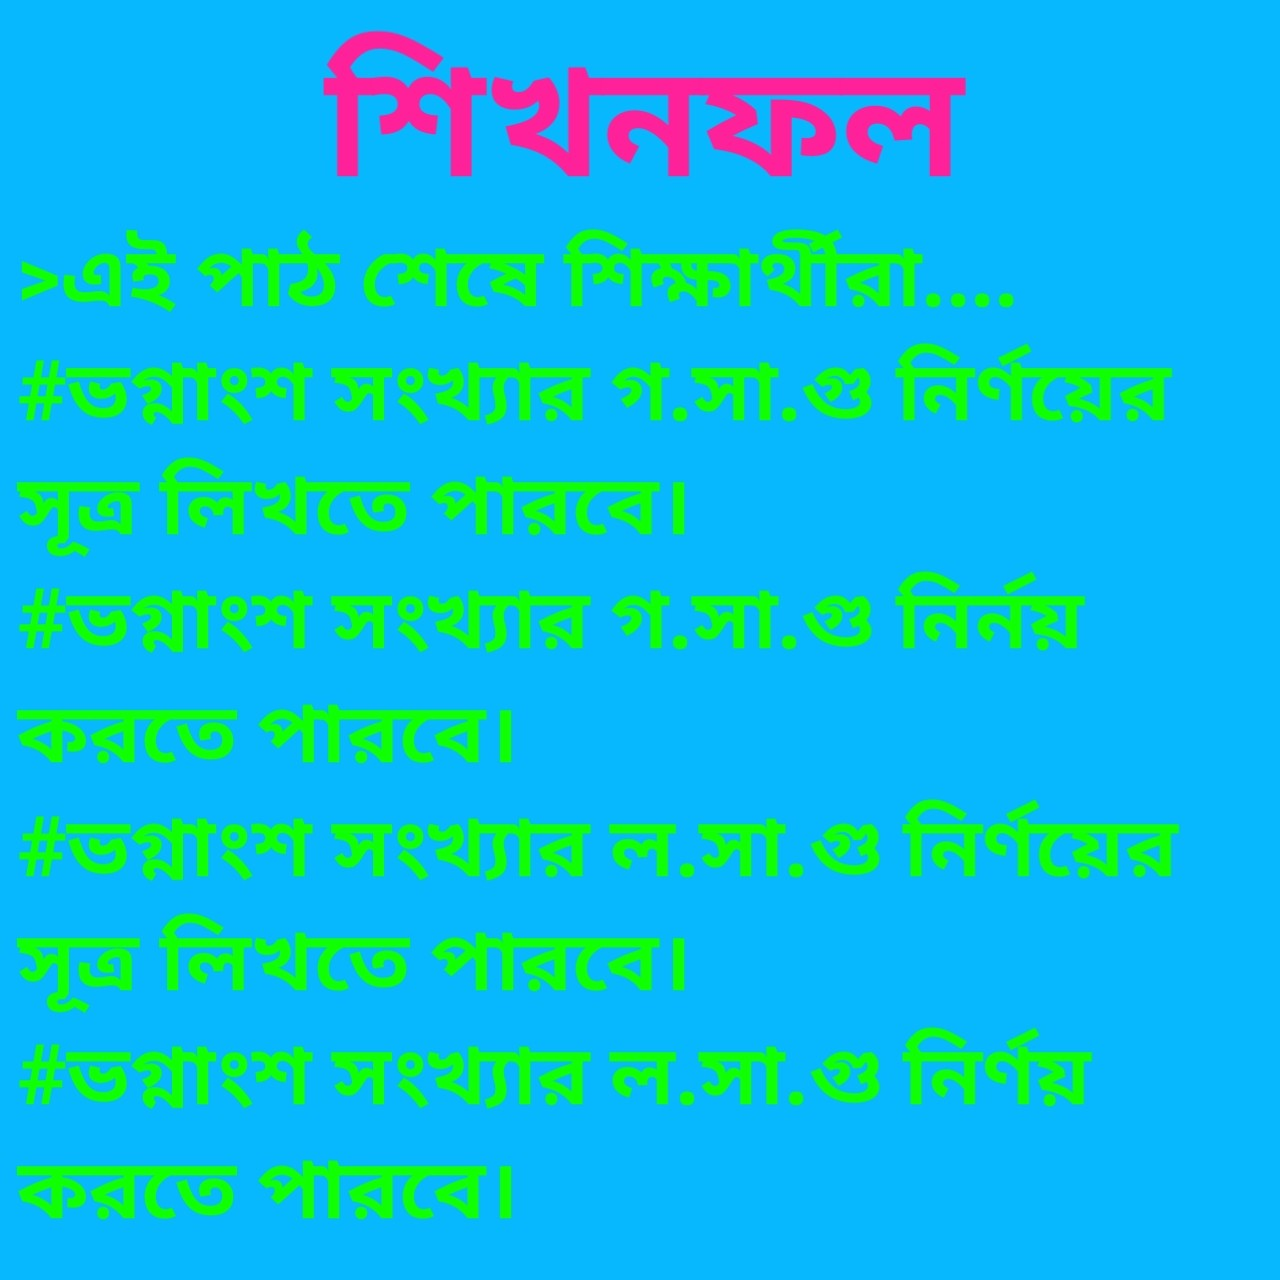 শিখনফল
>এই পাঠ শেষে শিক্ষার্থীরা....
#ভগ্নাংশ সংখ্যার গ.সা.গু নির্ণয়ের
সূত্র লিখতে পারবে।
#ভগ্নাংশ সংখ্যার গ.সা.গু নির্নয়
করতে পারবে।
#ভগ্নাংশ সংখ্যার ল.সা.গু নির্ণয়ের
সূত্র লিখতে পারবে।
#ভগ্নাংশ সংখ্যার ল.সা.গু নির্ণয়
করতে পারবে।